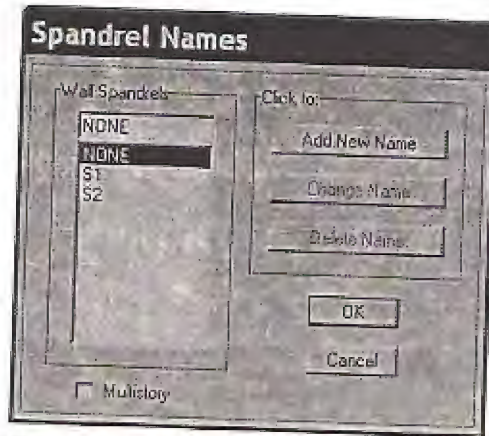 Spandrel Names
Wall Spandrels
NONE
NONE
S1
S2
Multistory
Click to:
Add New Name
Change Name
Delete Name
OK
Cancel